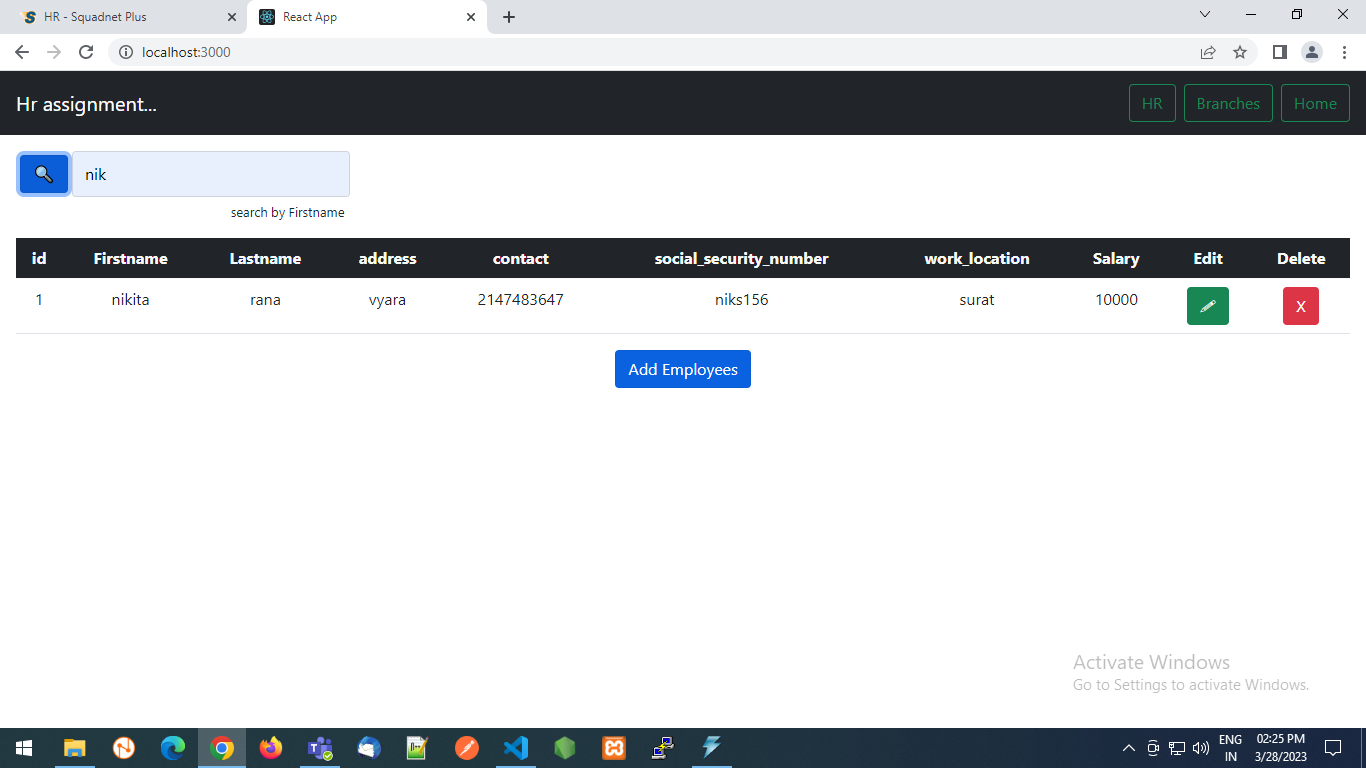 HR - Squadnet Plus
React App
localhost:3000
Hr assignment...
HR Branches Home
nik
search by Firstname
id Firstname Lastname address contact social_security_number work_location Salary Edit Delete
1 nikita rana vyara 2147483647 niks156 surat 10000 X
Add Employees
Activate Windows
Go to Settings to activate Windows.
ENG 02:25 PM
IN 3/28/2023